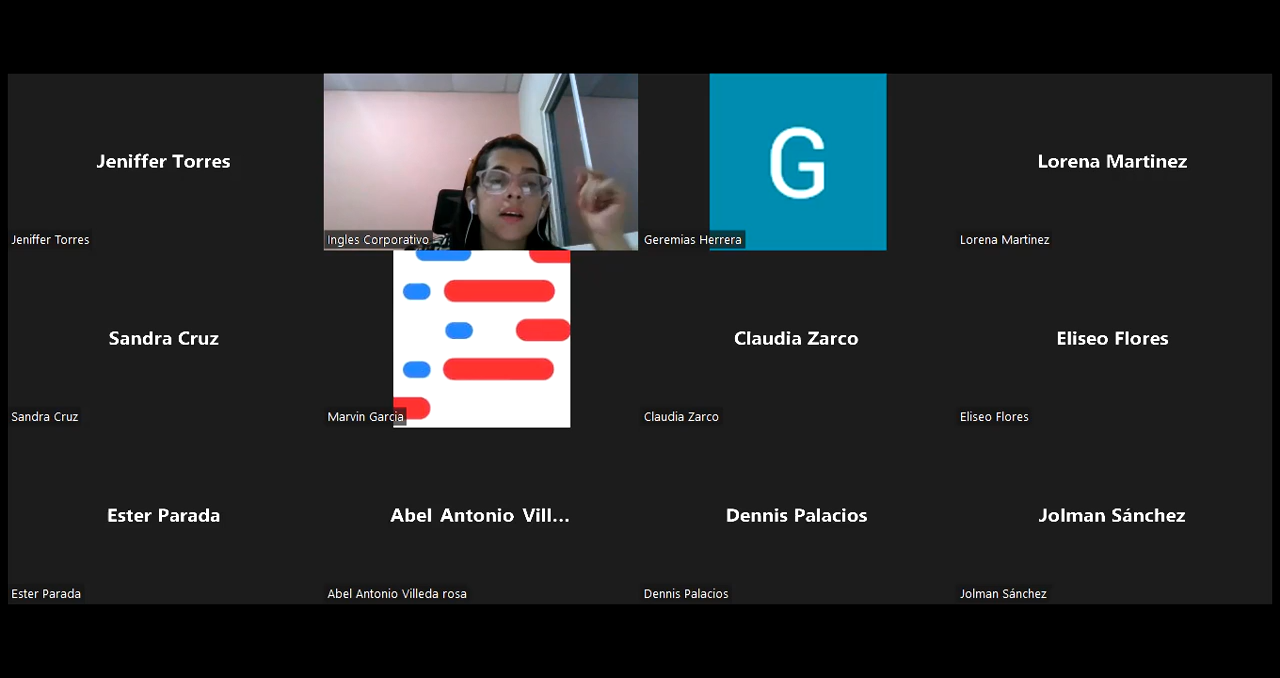 Jeniffer Torres
Jeniffer Torres
Ingles Corporativo
G
Geremias Herrera
Lorena Martinez
Lorena Martinez
Sandra Cruz
Sandra Cruz
Marvin Garcia
Claudia Zarco
Claudia Zarco
Eliseo Flores
Eliseo Flores
Ester Parada
Ester Parada
Abel Antonio Vill...
Abel Antonio Villeda rosa
Dennis Palacios
Dennis Palacios
Jolman Sánchez
Jolman Sánchez